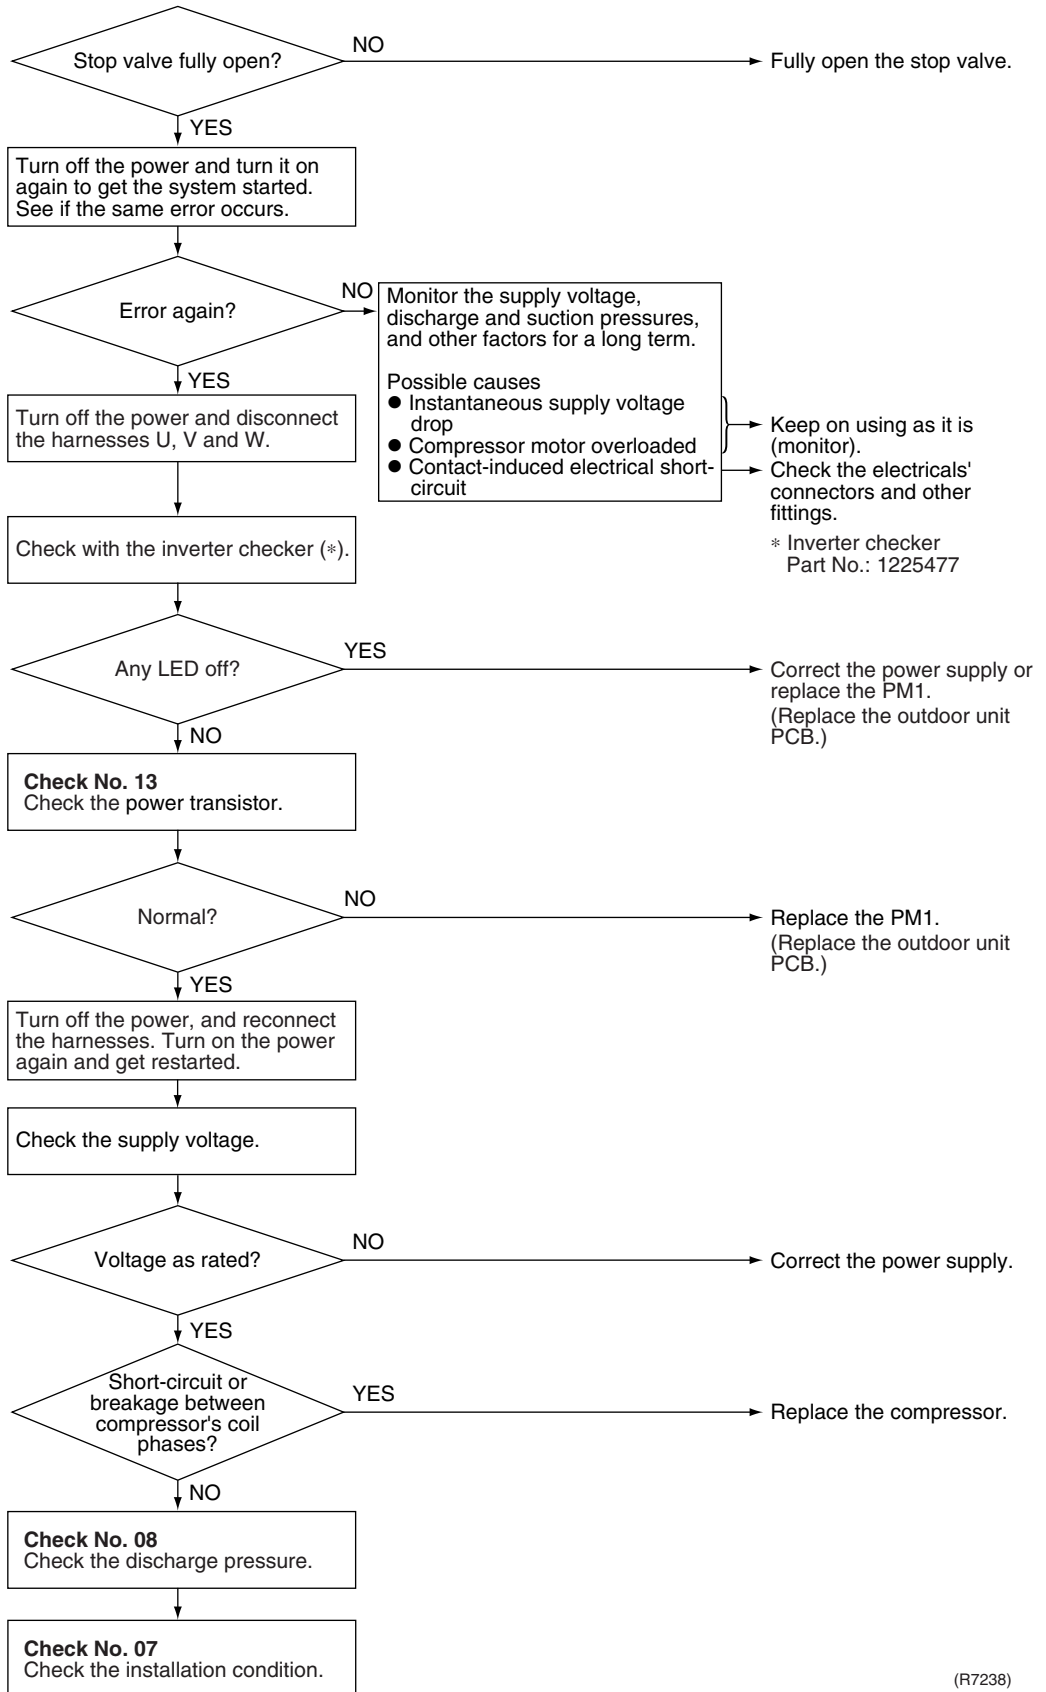 Stop valve fully open?
NO
Fully open the stop valve.
YES
Turn off the power and turn it on
again to get the system started.
See if the same error occurs.
Error again?
NO
Monitor the supply voltage,
discharge and suction pressures,
and other factors for a long term.
Possible causes
● Instantaneous supply voltage
drop
● Compressor motor overloaded
● Contact-induced electrical short-
circuit
Keep on using as it is
(monitor).
Check the electricals'
connectors and other
fittings.
* Inverter checker
Part No.: 1225477
YES
Turn off the power and disconnect
the harnesses U, V and W.
Check with the inverter checker (*).
Any LED off?
YES
Correct the power supply or
replace the PM1.
(Replace the outdoor unit
PCB.)
NO
Check No. 13
Check the power transistor.
Normal?
NO
Replace the PM1.
(Replace the outdoor unit
PCB.)
YES
Turn off the power, and reconnect
the harnesses. Turn on the power
again and get restarted.
Check the supply voltage.
Voltage as rated?
NO
Correct the power supply.
YES
Short-circuit or
breakage between
compressor's coil
phases?
YES
Replace the compressor.
NO
Check No. 08
Check the discharge pressure.
Check No. 07
Check the installation condition.
(R7238)